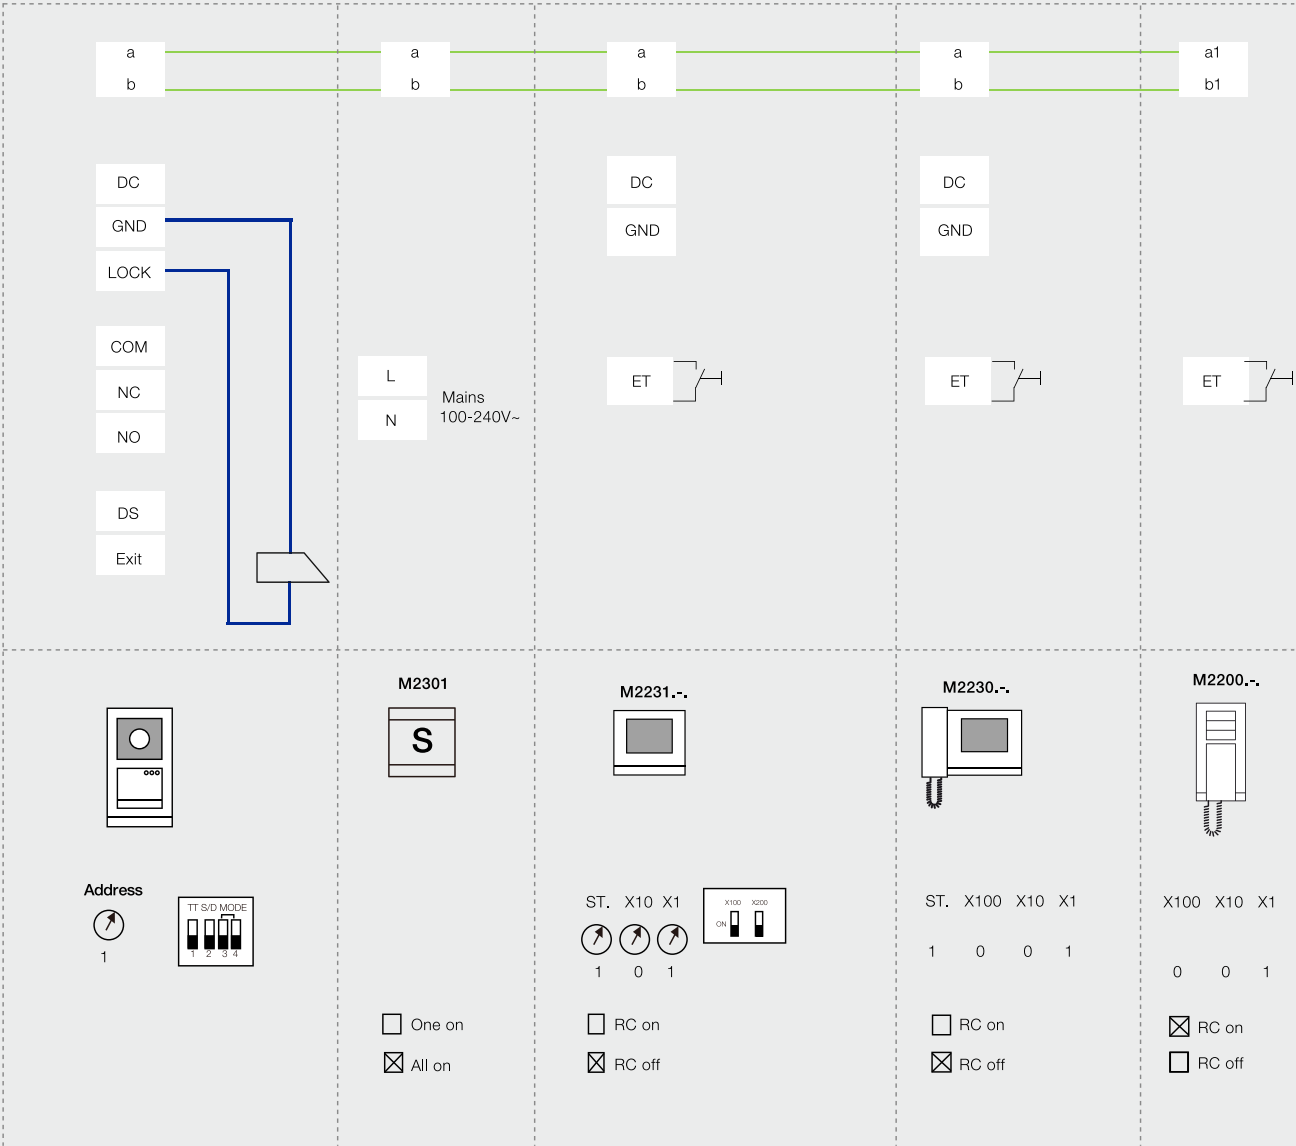 a a a a a1
b b b b b1
DC DC DC
GND GND GND
LOCK
COM
NC
NO
L
N
Mains
100-240V~
ET ET ET
DS
Exit
M2301
M2231.-.
M2230.-.
M2200.-.
S
Address
1
TT S/D MODE
1 2 3 4
ST. X10 X1
1 0 1
X100 X200
ON
ST. X100 X10 X1
1 0 0 1
X100 X10 X1
0 0 1
One on
All on
RC on
RC off
RC on
RC off
RC on
RC off